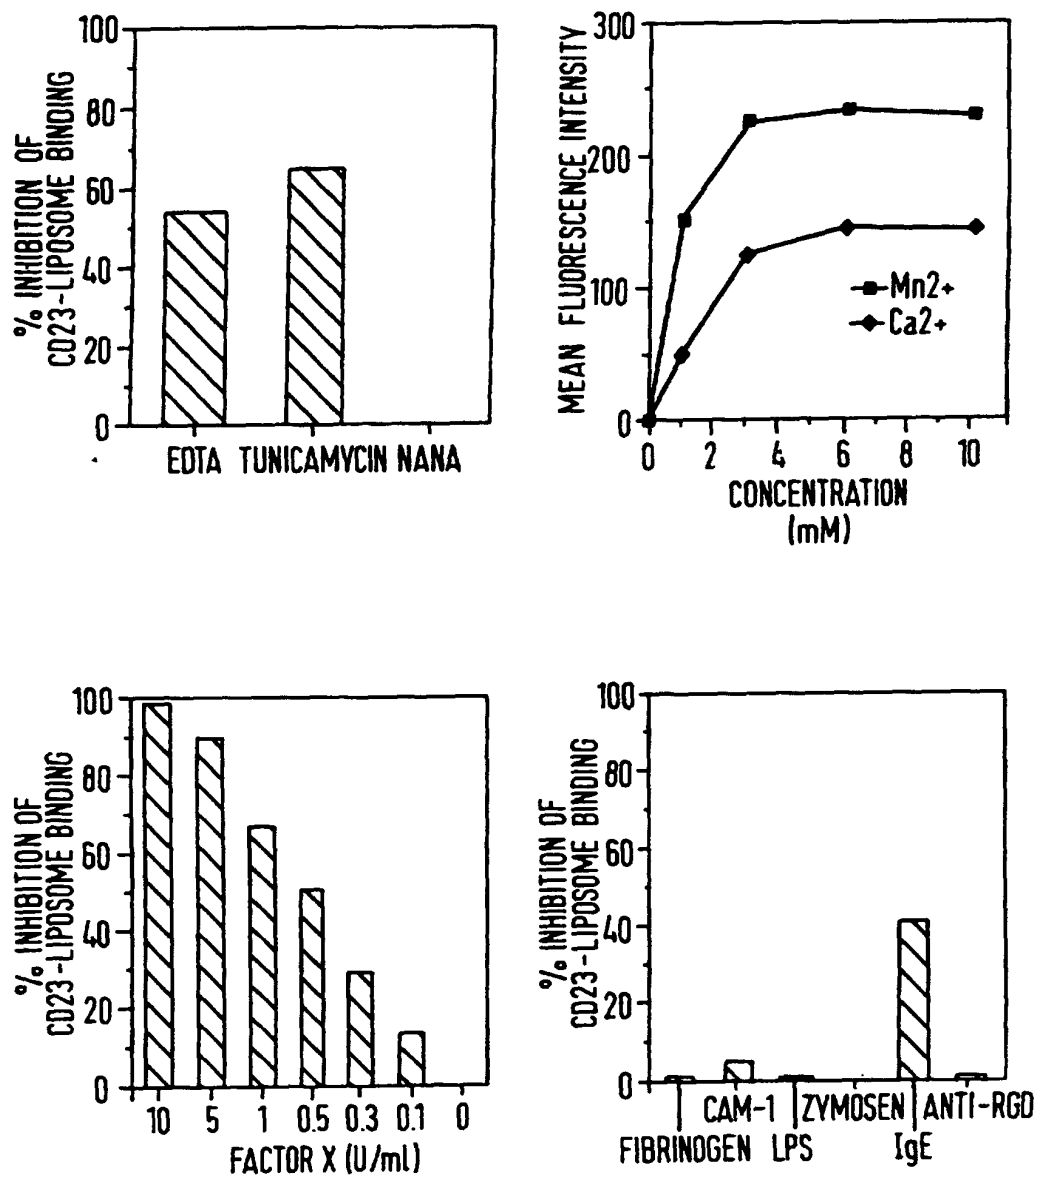 % INHIBITION OF
CD23-LIPOSOME BINDING
100
80
60
40
20
0
EDTA TUNICAMYCIN NANA
MEAN FLUORESCENCE INTENSITY
300
200
100
0
Mn2+
Ca2+
0 2 4 6 8 10
CONCENTRATION
(mM)
% INHIBITION OF
CD23-LIPOSOME BINDING
100
80
60
40
20
0
10 5 1 0.5 0.3 0.1 0
FACTOR X (U/ml)
% INHIBITION OF
CD23-LIPOSOME BINDING
100
80
60
40
20
0
CAM-1 ZYMOSEN ANTI-RGD
FIBRINOGEN LPS IgE